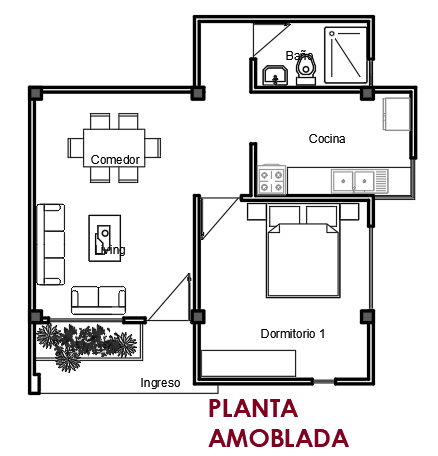 Baño
Cocina
Comedor
Living
Dormitorio 1
Ingreso
PLANTA
AMOBLADA